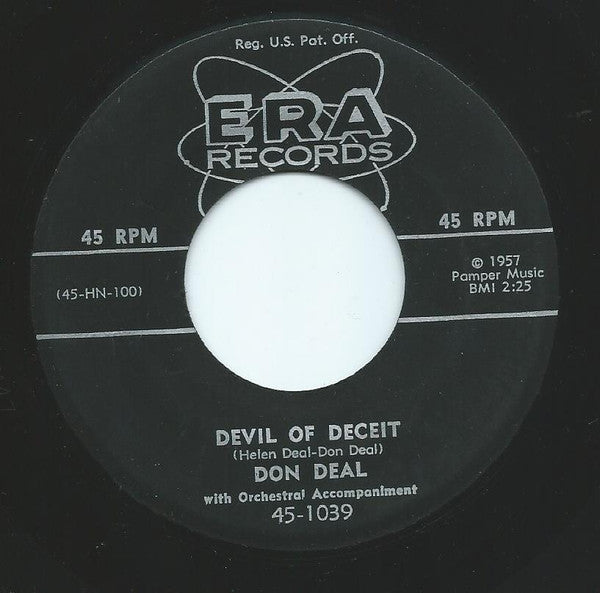 Reg. U.S. Pat. Off.
ERA
RECORDS
45 RPM
45 RPM
(45-HN-100)
© 1957
Pamper Music
BMI 2:25
DEVIL OF DECEIT
(Helen Deal-Don Deal)
DON DEAL
with Orchestral Accompaniment
45-1039